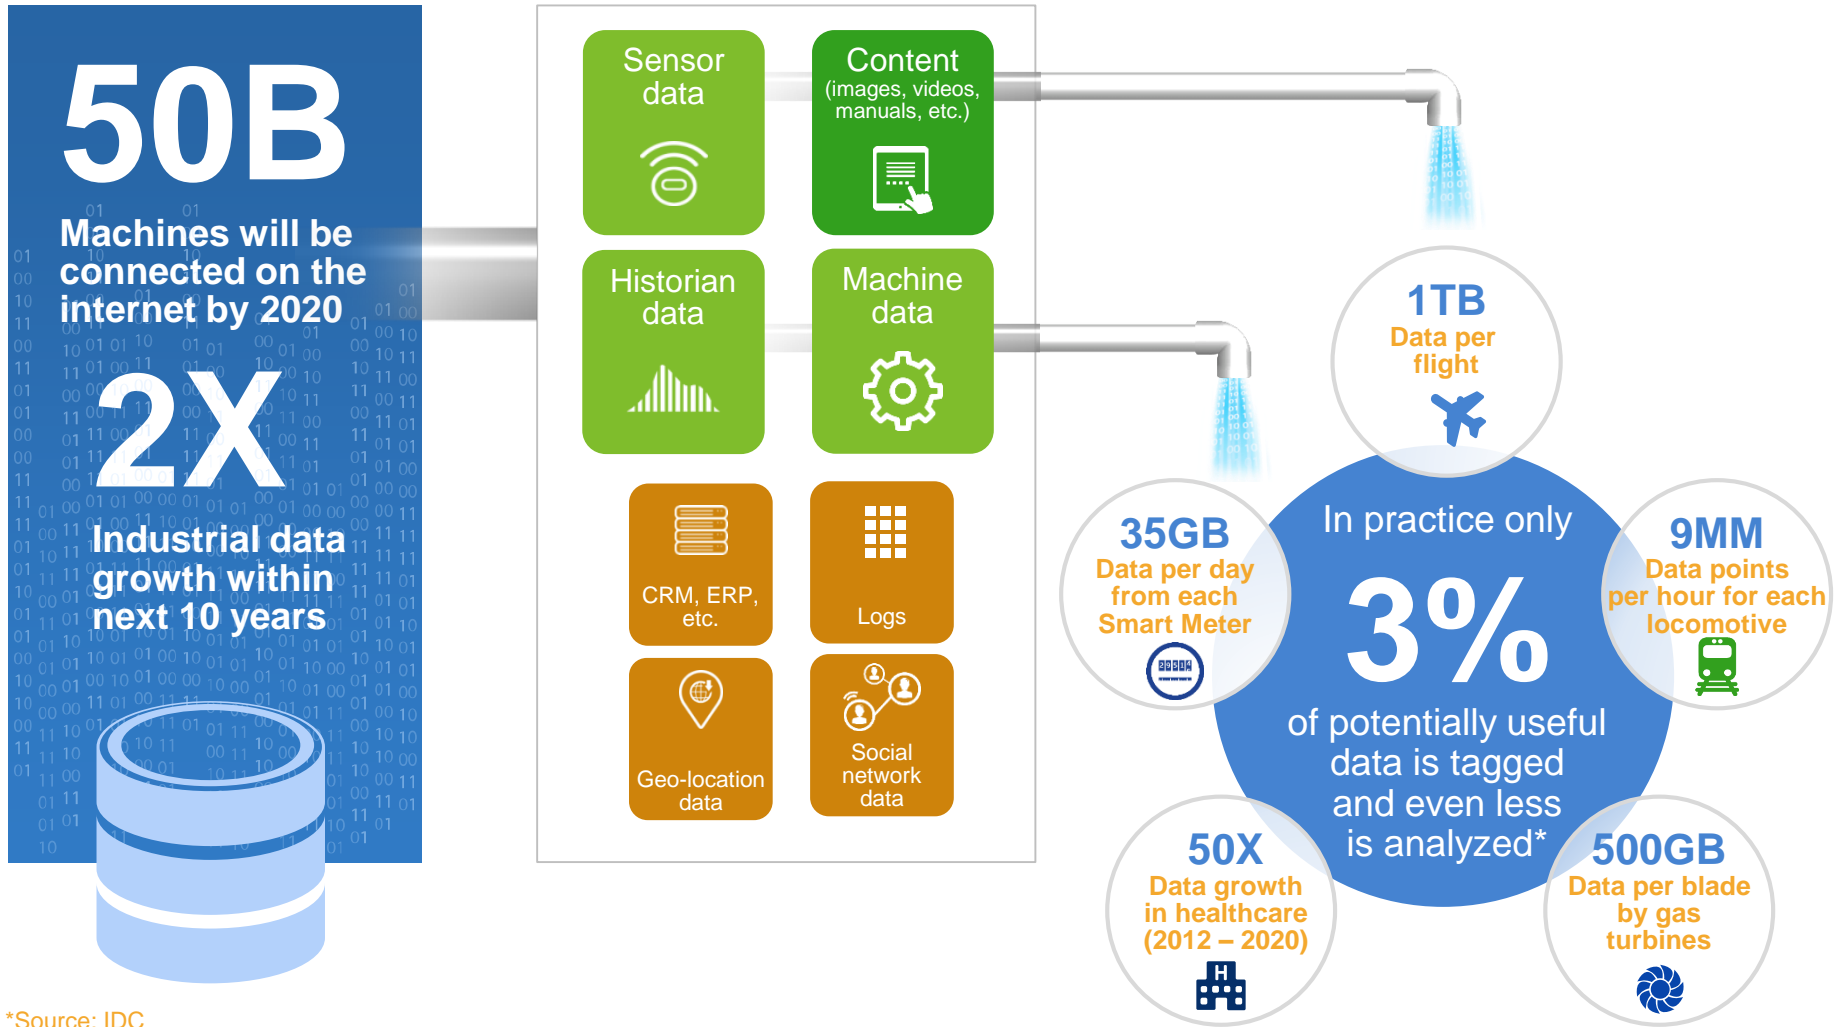 50B
Machines will be
connected on the
internet by 2020
2X
Industrial data
growth within
next 10 years
Sensor
data
Content
(images, videos,
manuals, etc.)
Historian
data
Machine
data
CRM, ERP,
etc.
Logs
Geo-location
data
Social
network
data
1TB
Data per
flight
35GB
Data per day
from each
Smart Meter
In practice only
3%
of potentially useful
data is tagged
and even less
is analyzed*
9MM
Data points
per hour for each
locomotive
50X
Data growth
in healthcare
(2012 – 2020)
H
500GB
Data per blade
by gas
turbines
*Source: IDC